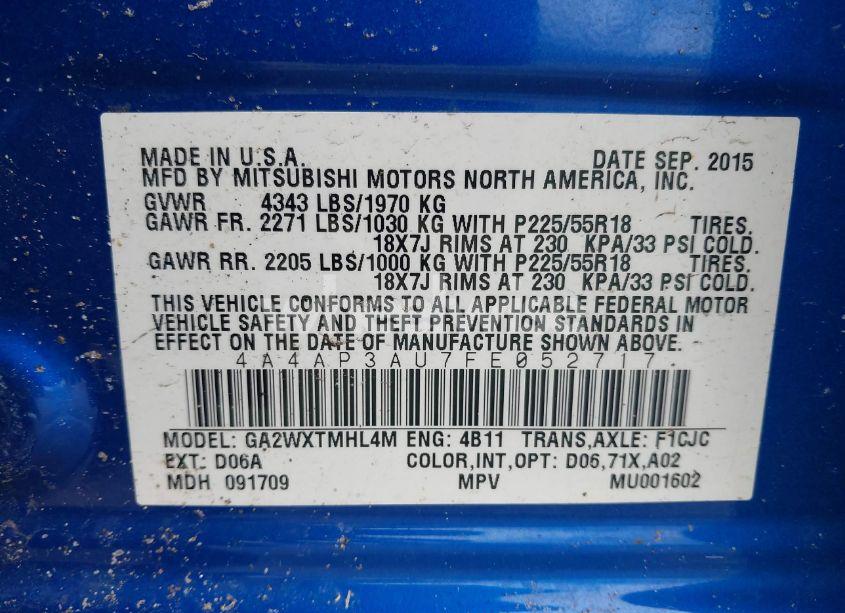 MADE IN U.S.A. DATE SEP. 2015
MFD BY MITSUBISHI MOTORS NORTH AMERICA, INC.
GVWR 4343 LBS/1970 KG
GAWR FR. 2271 LBS/1030 KG WITH P225/55R18 TIRES.
18X7J RIMS AT 230 KPA/33 PSI COLD.
GAWR RR. 2205 LBS/1000 KG WITH P225/55R18 TIRES.
18X7J RIMS AT 230 KPA/33 PSI COLD.
THIS VEHICLE CONFORMS TO ALL APPLICABLE FEDERAL MOTOR
VEHICLE SAFETY AND THEFT PREVENTION STANDARDS IN
EFFECT ON THE DATE OF MANUFACTURE SHOWN ABOVE.
4A4AP3AU7FE052717
MODEL: GA2WXTMHL4M ENG: 4B11 TRANS,AXLE: F1CJC
EXT: D06A COLOR,INT,OPT: D06,71X,A02
MDH 091709 MPV MU001602